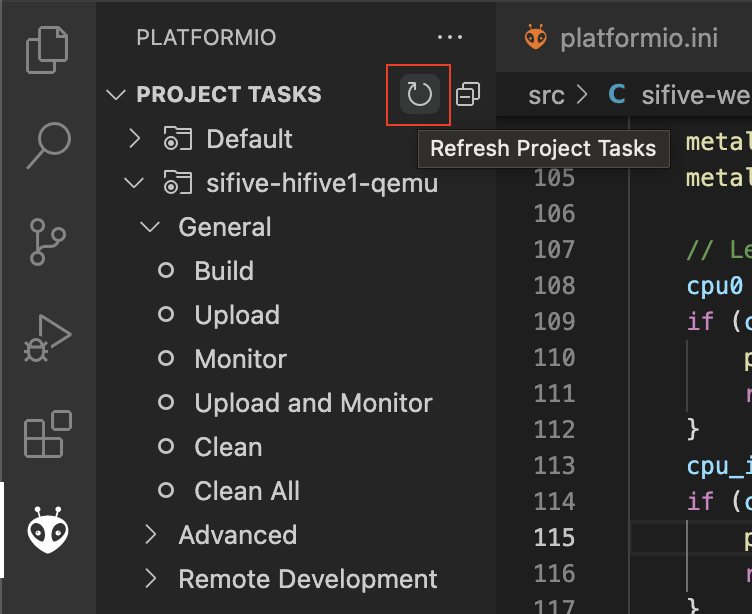 PLATFORMIO
PROJECT TASKS
Default
sifive-hifive1-qemu
General
Build
Upload
Monitor
Upload and Monitor
Clean
Clean All
Advanced
Remote Development
Refresh Project Tasks
platformio.ini
src > C sifive-we
metal
105 metal
106
107 // Le
108 cpu0
109 if (c
110 p
111 r
112 }
113 cpu_i
114 if (c
115 p
116 r
117 }